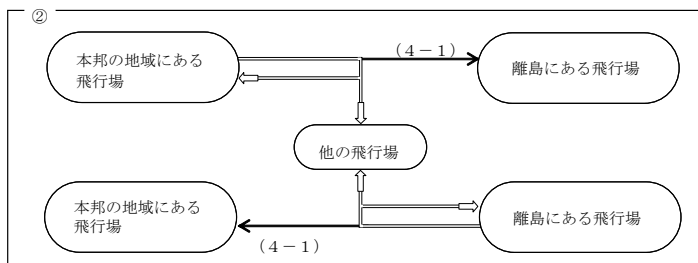 ②
(4-1)
本邦の地域にある
飛行場
離島にある飛行場
他の飛行場
本邦の地域にある
飛行場
離島にある飛行場
(4-1)